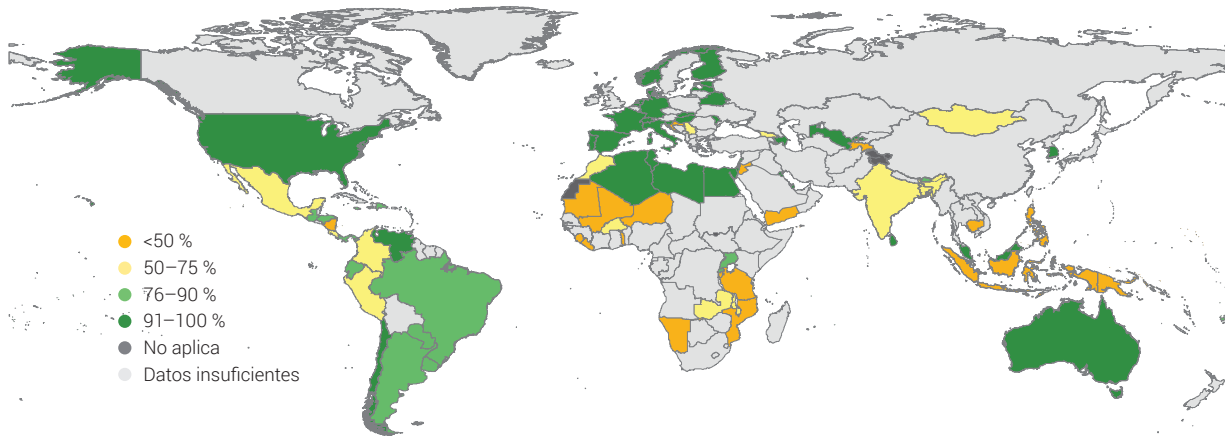 <50 %
50–75 %
76–90 %
91–100 %
No aplica
Datos insuficientes